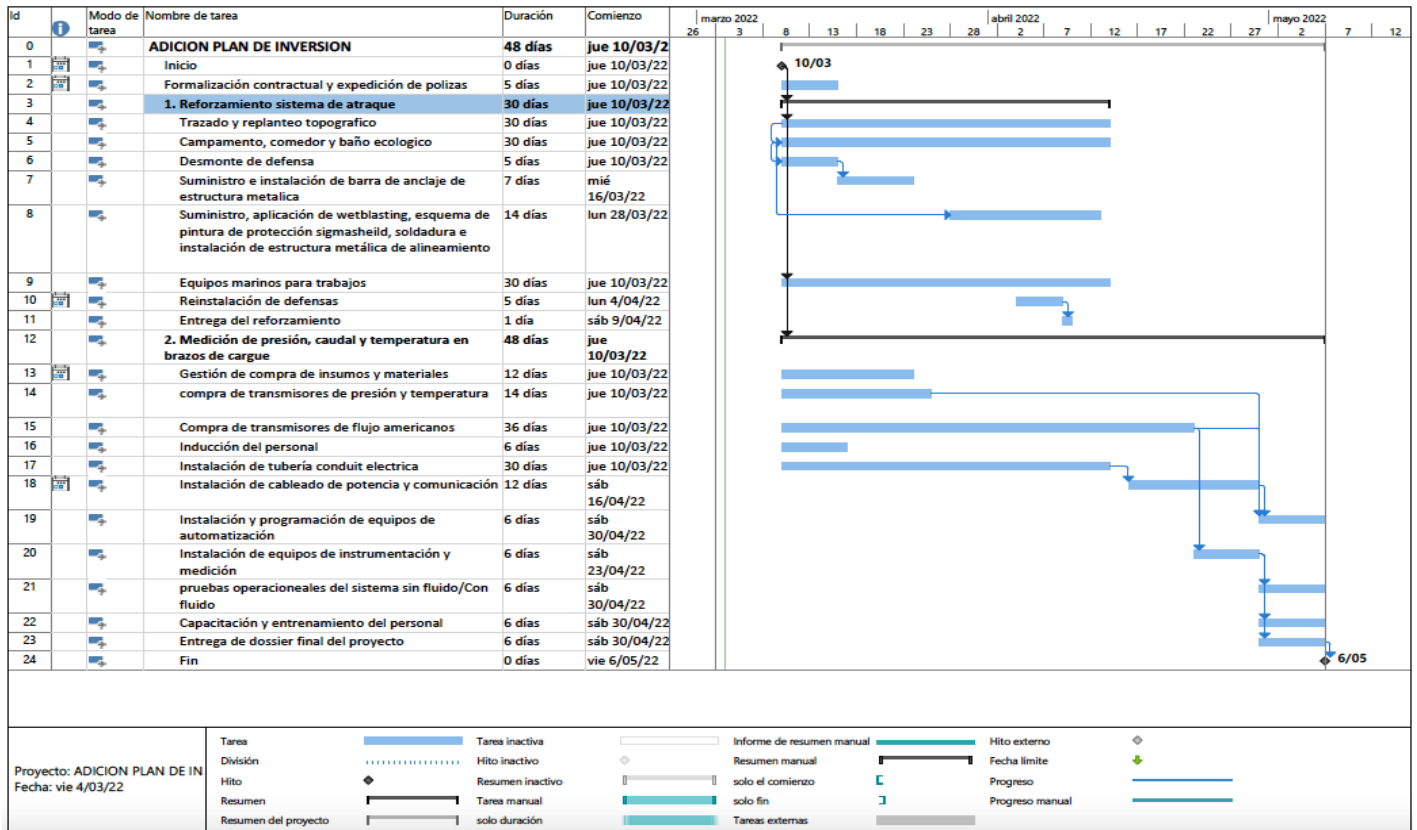 Id Modo de tarea Nombre de tarea Duración Comienzo
marzo 2022 abril 2022 mayo 2022
26 3 8 13 18 23 28 2 7 12 17 22 27 2 7 12
0 ADICION PLAN DE INVERSION 48 días jue 10/03/2
1 Inicio 0 días jue 10/03/22
10/03
2 Formalización contractual y expedición de polizas 5 días jue 10/03/22
3 1. Reforzamiento sistema de atraque 30 días jue 10/03/22
4 Trazado y replanteo topografico 30 días jue 10/03/22
5 Campamento, comedor y baño ecologico 30 días jue 10/03/22
6 Desmonte de defensa 5 días jue 10/03/22
7 Suministro e instalación de barra de anclaje de 7 días mié
estructura metalica 16/03/22
8 Suministro, aplicación de wetblasting, esquema de 14 días lun 28/03/22
pintura de protección sigmasheild, soldadura e
instalación de estructura metálica de alineamiento
9 Equipos marinos para trabajos 30 días jue 10/03/22
10 Reinstalación de defensas 5 días lun 4/04/22
11 Entrega del reforzamiento 1 día sáb 9/04/22
12 2. Medición de presión, caudal y temperatura en 48 días jue
brazos de cargue 10/03/22
13 Gestión de compra de insumos y materiales 12 días jue 10/03/22
14 compra de transmisores de presión y temperatura 14 días jue 10/03/22
15 Compra de transmisores de flujo americanos 36 días jue 10/03/22
16 Inducción del personal 6 días jue 10/03/22
17 Instalación de tubería conduit electrica 30 días jue 10/03/22
18 Instalación de cableado de potencia y comunicación 12 días sáb
16/04/22
19 Instalación y programación de equipos de 6 días sáb
automatización 30/04/22
20 Instalación de equipos de instrumentación y 6 días sáb
medición 23/04/22
21 pruebas operacioneales del sistema sin fluido/Con 6 días sáb
fluido 30/04/22
22 Capacitación y entrenamiento del personal 6 días sáb 30/04/22
23 Entrega de dossier final del proyecto 6 días sáb 30/04/22
24 Fin 0 días vie 6/05/22
6/05
Proyecto: ADICION PLAN DE IN
Fecha: vie 4/03/22
Tarea Tarea inactiva Informe de resumen manual Hito externo
División Hito inactivo Resumen manual Fecha límite
Hito Resumen inactivo solo el comienzo Progreso
Resumen Tarea manual solo fin Progreso manual
Resumen del proyecto solo duración Tareas externas